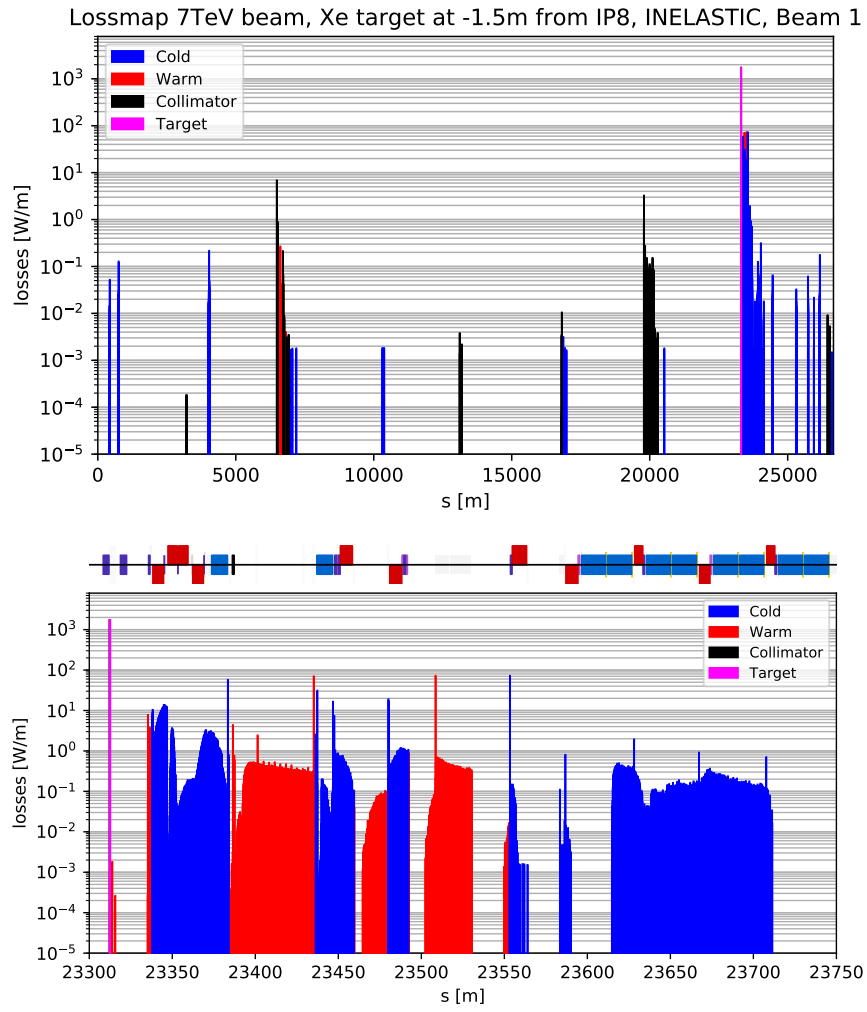 Lossmap 7TeV beam, Xe target at -1.5m from IP8, INELASTIC, Beam 1
Cold
Warm
Collimator
Target
losses [W/m]
10^3
10^2
10^1
10^0
10^-1
10^-2
10^-3
10^-4
10^-5
0 5000 10000 15000 20000 25000
s [m]
Cold
Warm
Collimator
Target
losses [W/m]
10^3
10^2
10^1
10^0
10^-1
10^-2
10^-3
10^-4
10^-5
23300 23350 23400 23450 23500 23550 23600 23650 23700 23750
s [m]